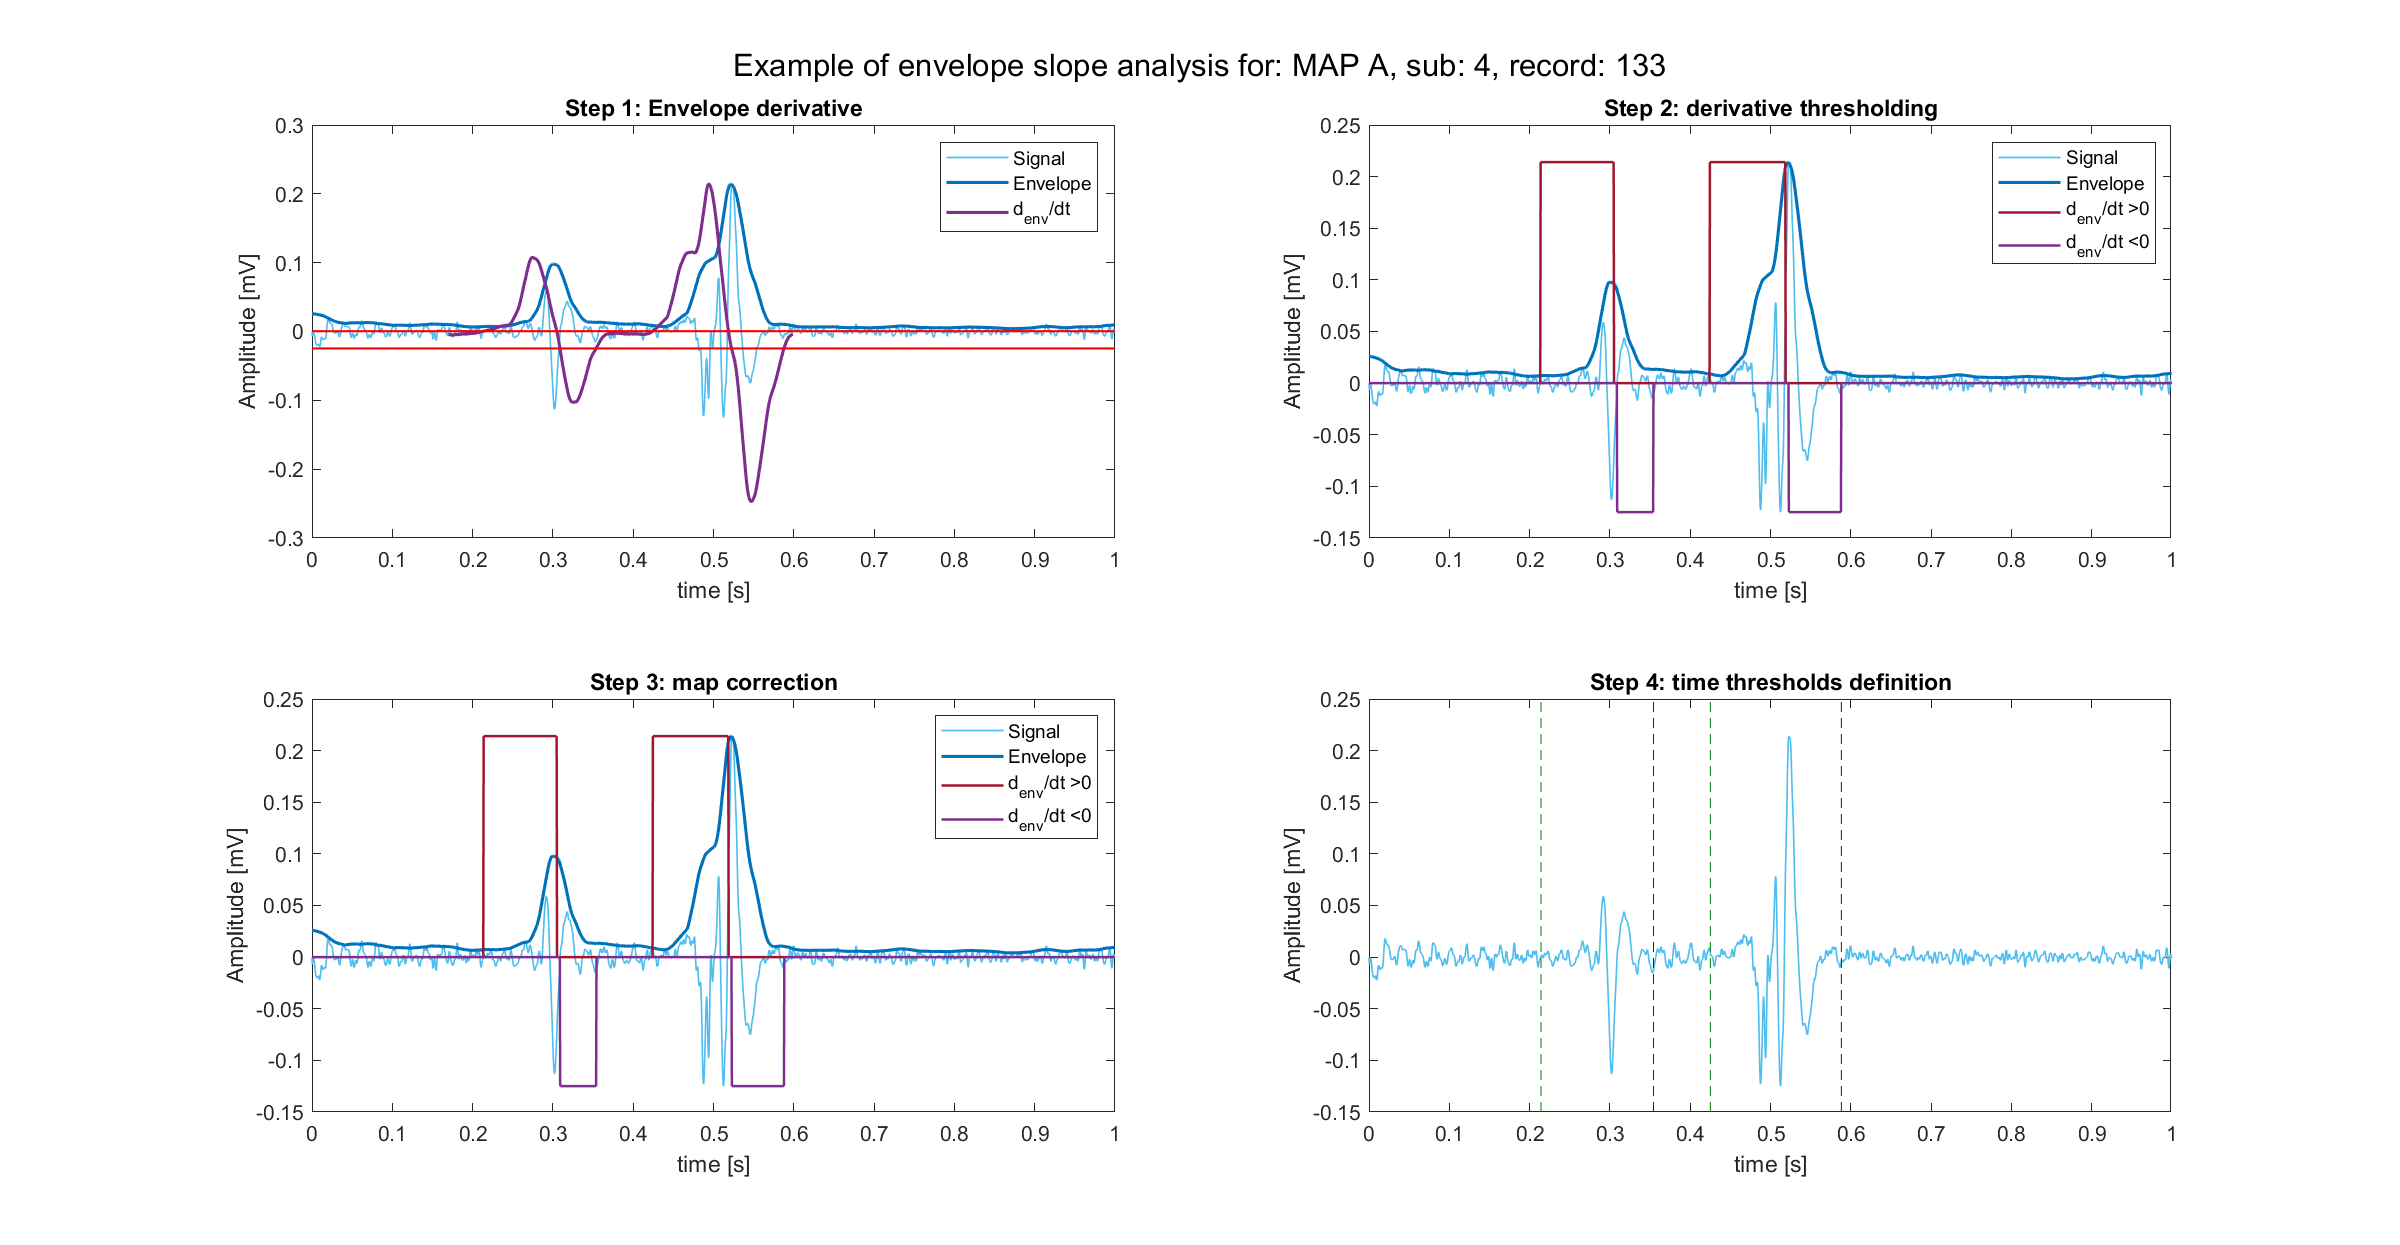 Example of envelope slope analysis for: MAP A, sub: 4, record: 133
Step 1: Envelope derivative
0.3
0.2
0.1
0
-0.1
-0.2
-0.3
Amplitude [mV]
0 0.1 0.2 0.3 0.4 0.5 0.6 0.7 0.8 0.9 1
time [s]
Signal
Envelope
d_env/dt
Step 2: derivative thresholding
0.25
0.2
0.15
0.1
0.05
0
-0.05
-0.1
-0.15
Amplitude [mV]
0 0.1 0.2 0.3 0.4 0.5 0.6 0.7 0.8 0.9 1
time [s]
Signal
Envelope
d_env/dt >0
d_env/dt <0
Step 3: map correction
0.25
0.2
0.15
0.1
0.05
0
-0.05
-0.1
-0.15
Amplitude [mV]
0 0.1 0.2 0.3 0.4 0.5 0.6 0.7 0.8 0.9 1
time [s]
Signal
Envelope
d_env/dt >0
d_env/dt <0
Step 4: time thresholds definition
0.25
0.2
0.15
0.1
0.05
0
-0.05
-0.1
-0.15
Amplitude [mV]
0 0.1 0.2 0.3 0.4 0.5 0.6 0.7 0.8 0.9 1
time [s]